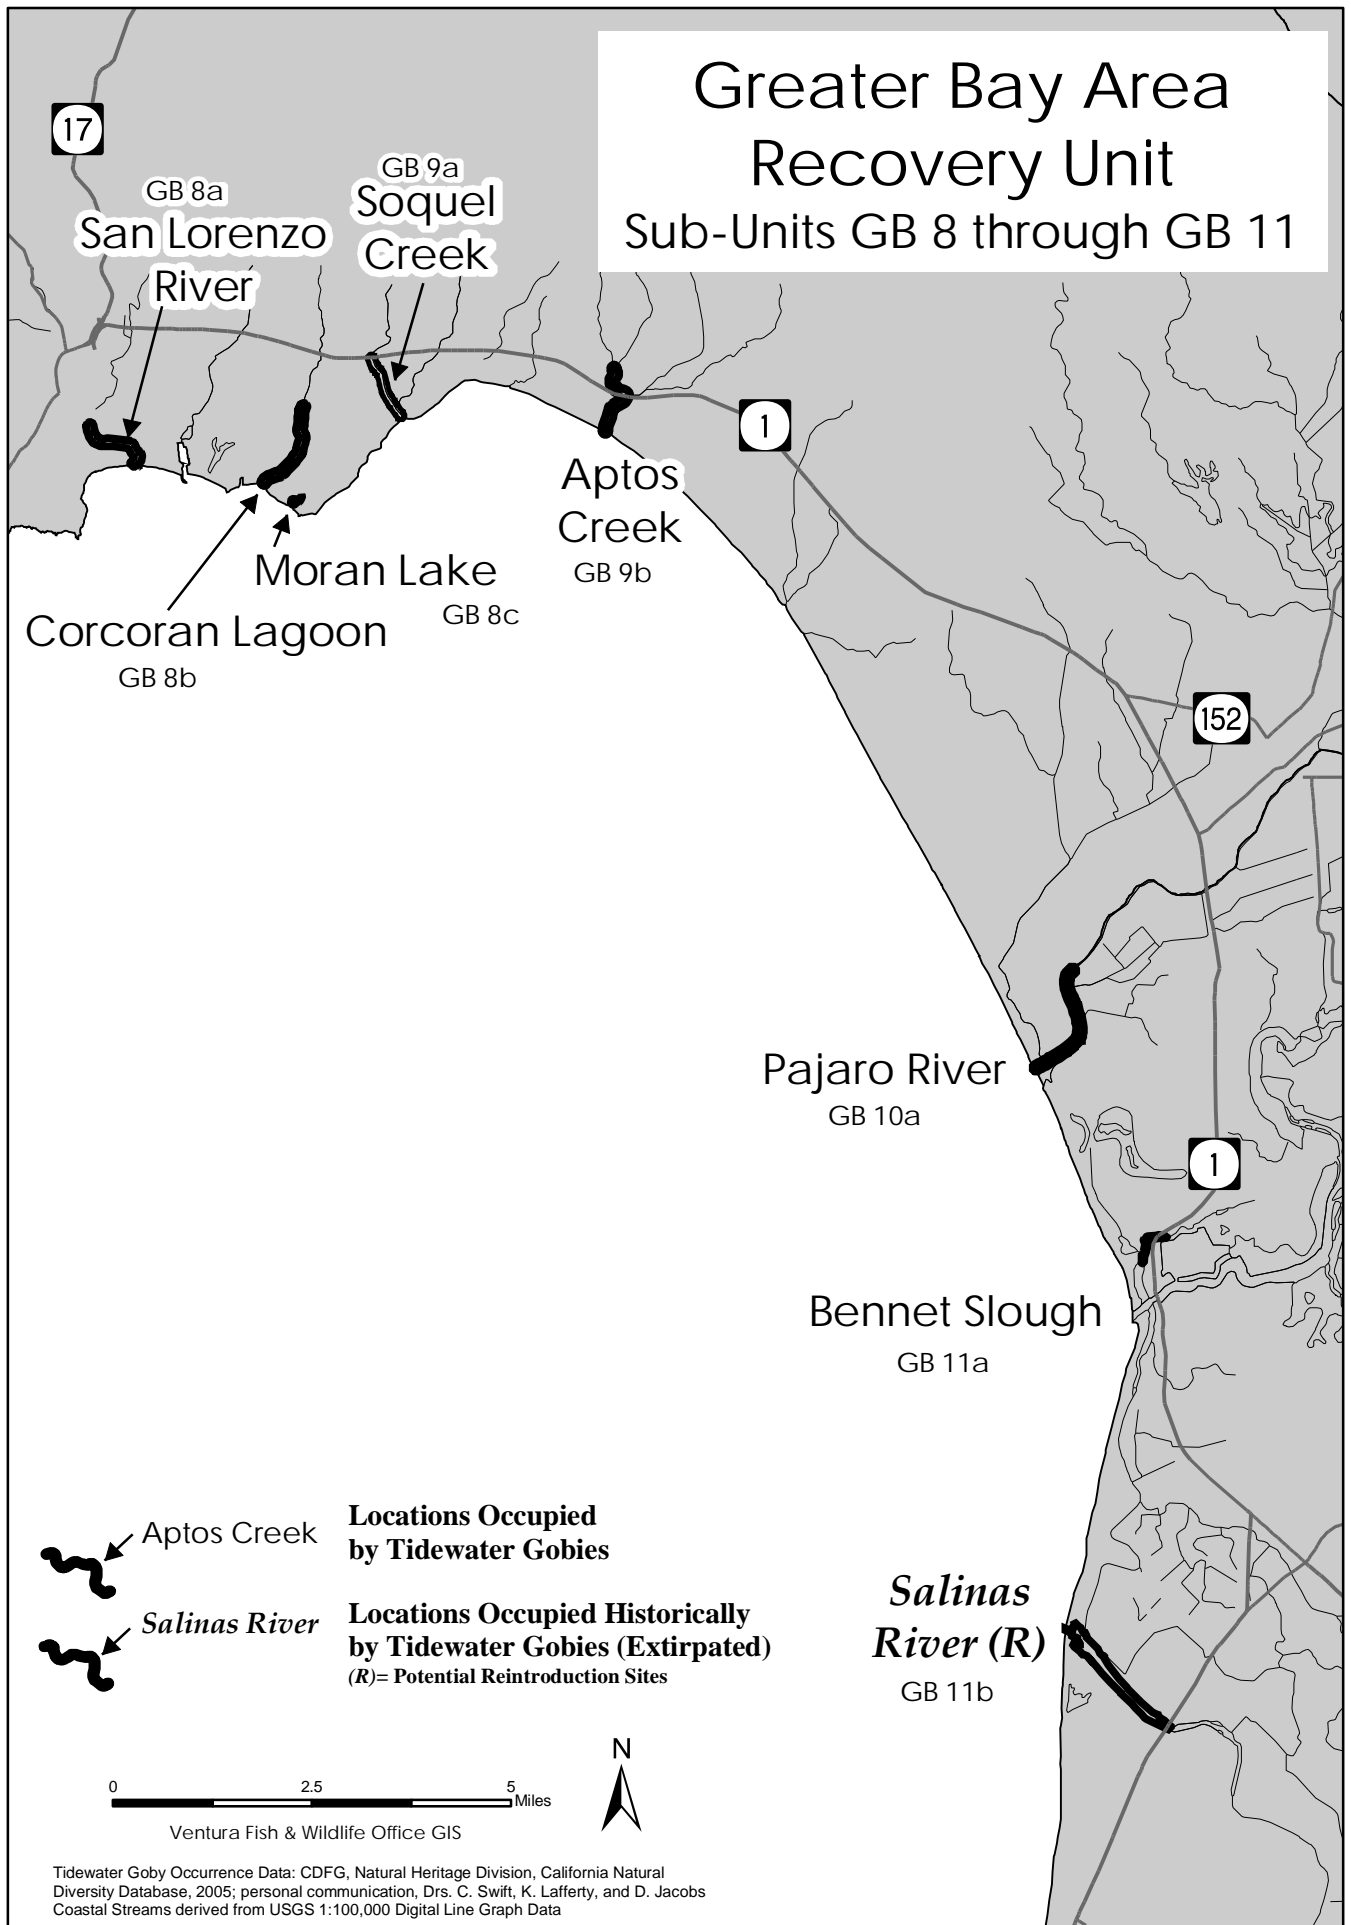 Greater Bay Area
Recovery Unit
Sub-Units GB 8 through GB 11
17
GB 8a
San Lorenzo
River
GB 9a
Soquel
Creek
1
Aptos
Creek
GB 9b
Moran Lake
GB 8c
Corcoran Lagoon
GB 8b
152
Pajaro River
GB 10a
1
Bennet Slough
GB 11a
Salinas
River (R)
GB 11b
Aptos Creek
Locations Occupied
by Tidewater Gobies
Salinas River
Locations Occupied Historically
by Tidewater Gobies (Extirpated)
(R)= Potential Reintroduction Sites
N
0 2.5 5
Miles
Ventura Fish & Wildlife Office GIS
Tidewater Goby Occurrence Data: CDFG, Natural Heritage Division, California Natural
Diversity Database, 2005; personal communication, Drs. C. Swift, K. Lafferty, and D. Jacobs
Coastal Streams derived from USGS 1:100,000 Digital Line Graph Data